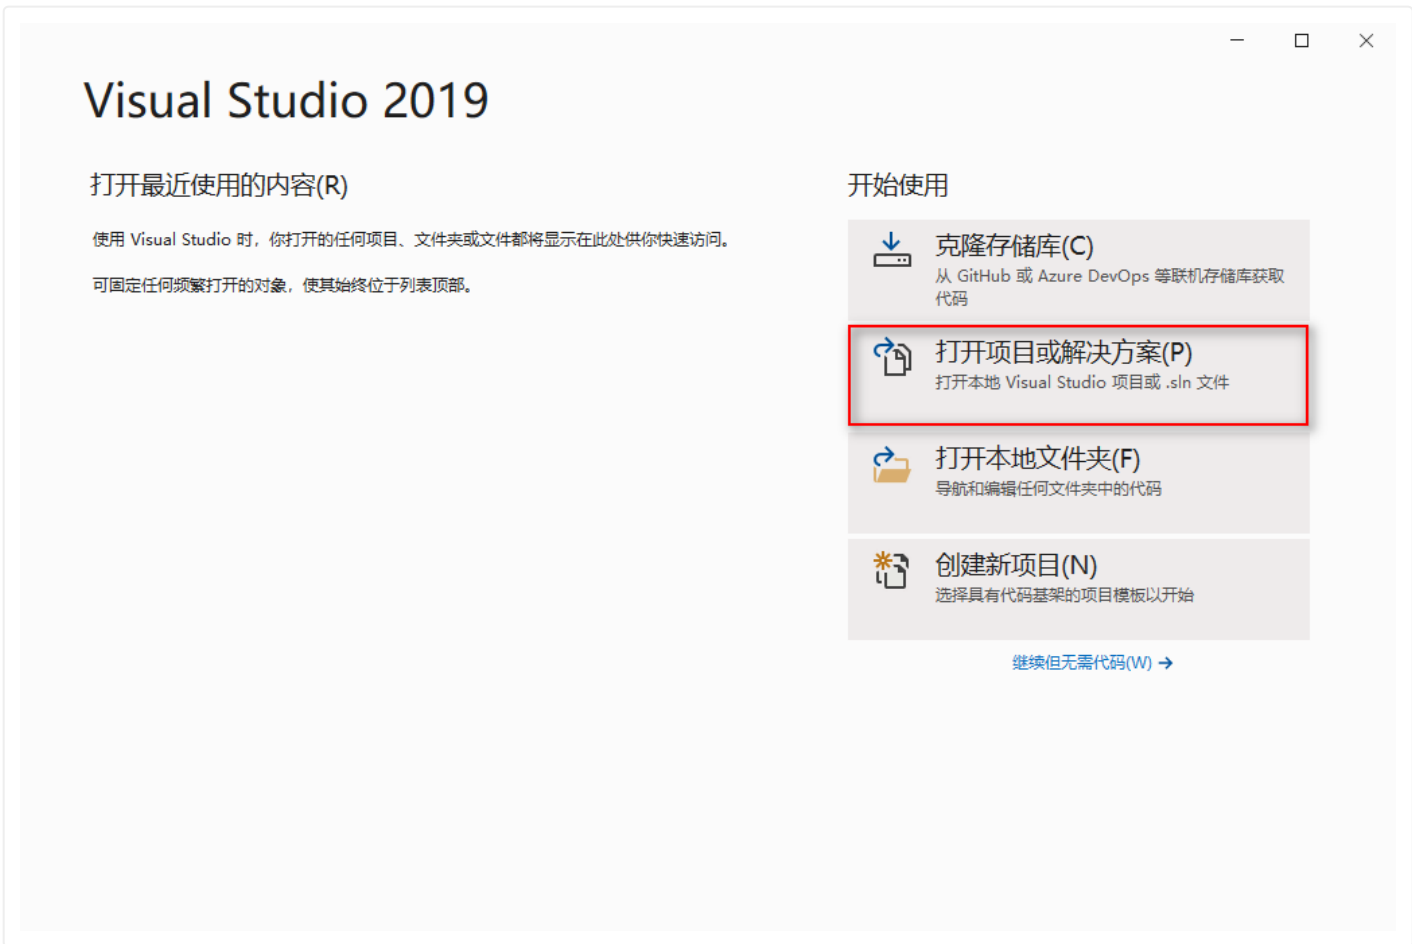 Visual Studio 2019
打开最近使用的内容(R)
使用 Visual Studio 时，你打开的任何项目、文件夹或文件都将显示在此处供你快速访问。
可固定任何频繁打开的对象，使其始终位于列表顶部。
开始使用
克隆存储库(C)
从 GitHub 或 Azure DevOps 等联机存储库获取
代码
打开项目或解决方案(P)
打开本地 Visual Studio 项目或 .sln 文件
打开本地文件夹(F)
导航和编辑任何文件夹中的代码
创建新项目(N)
选择具有代码基架的项目模板以开始
继续但无需代码(W) →